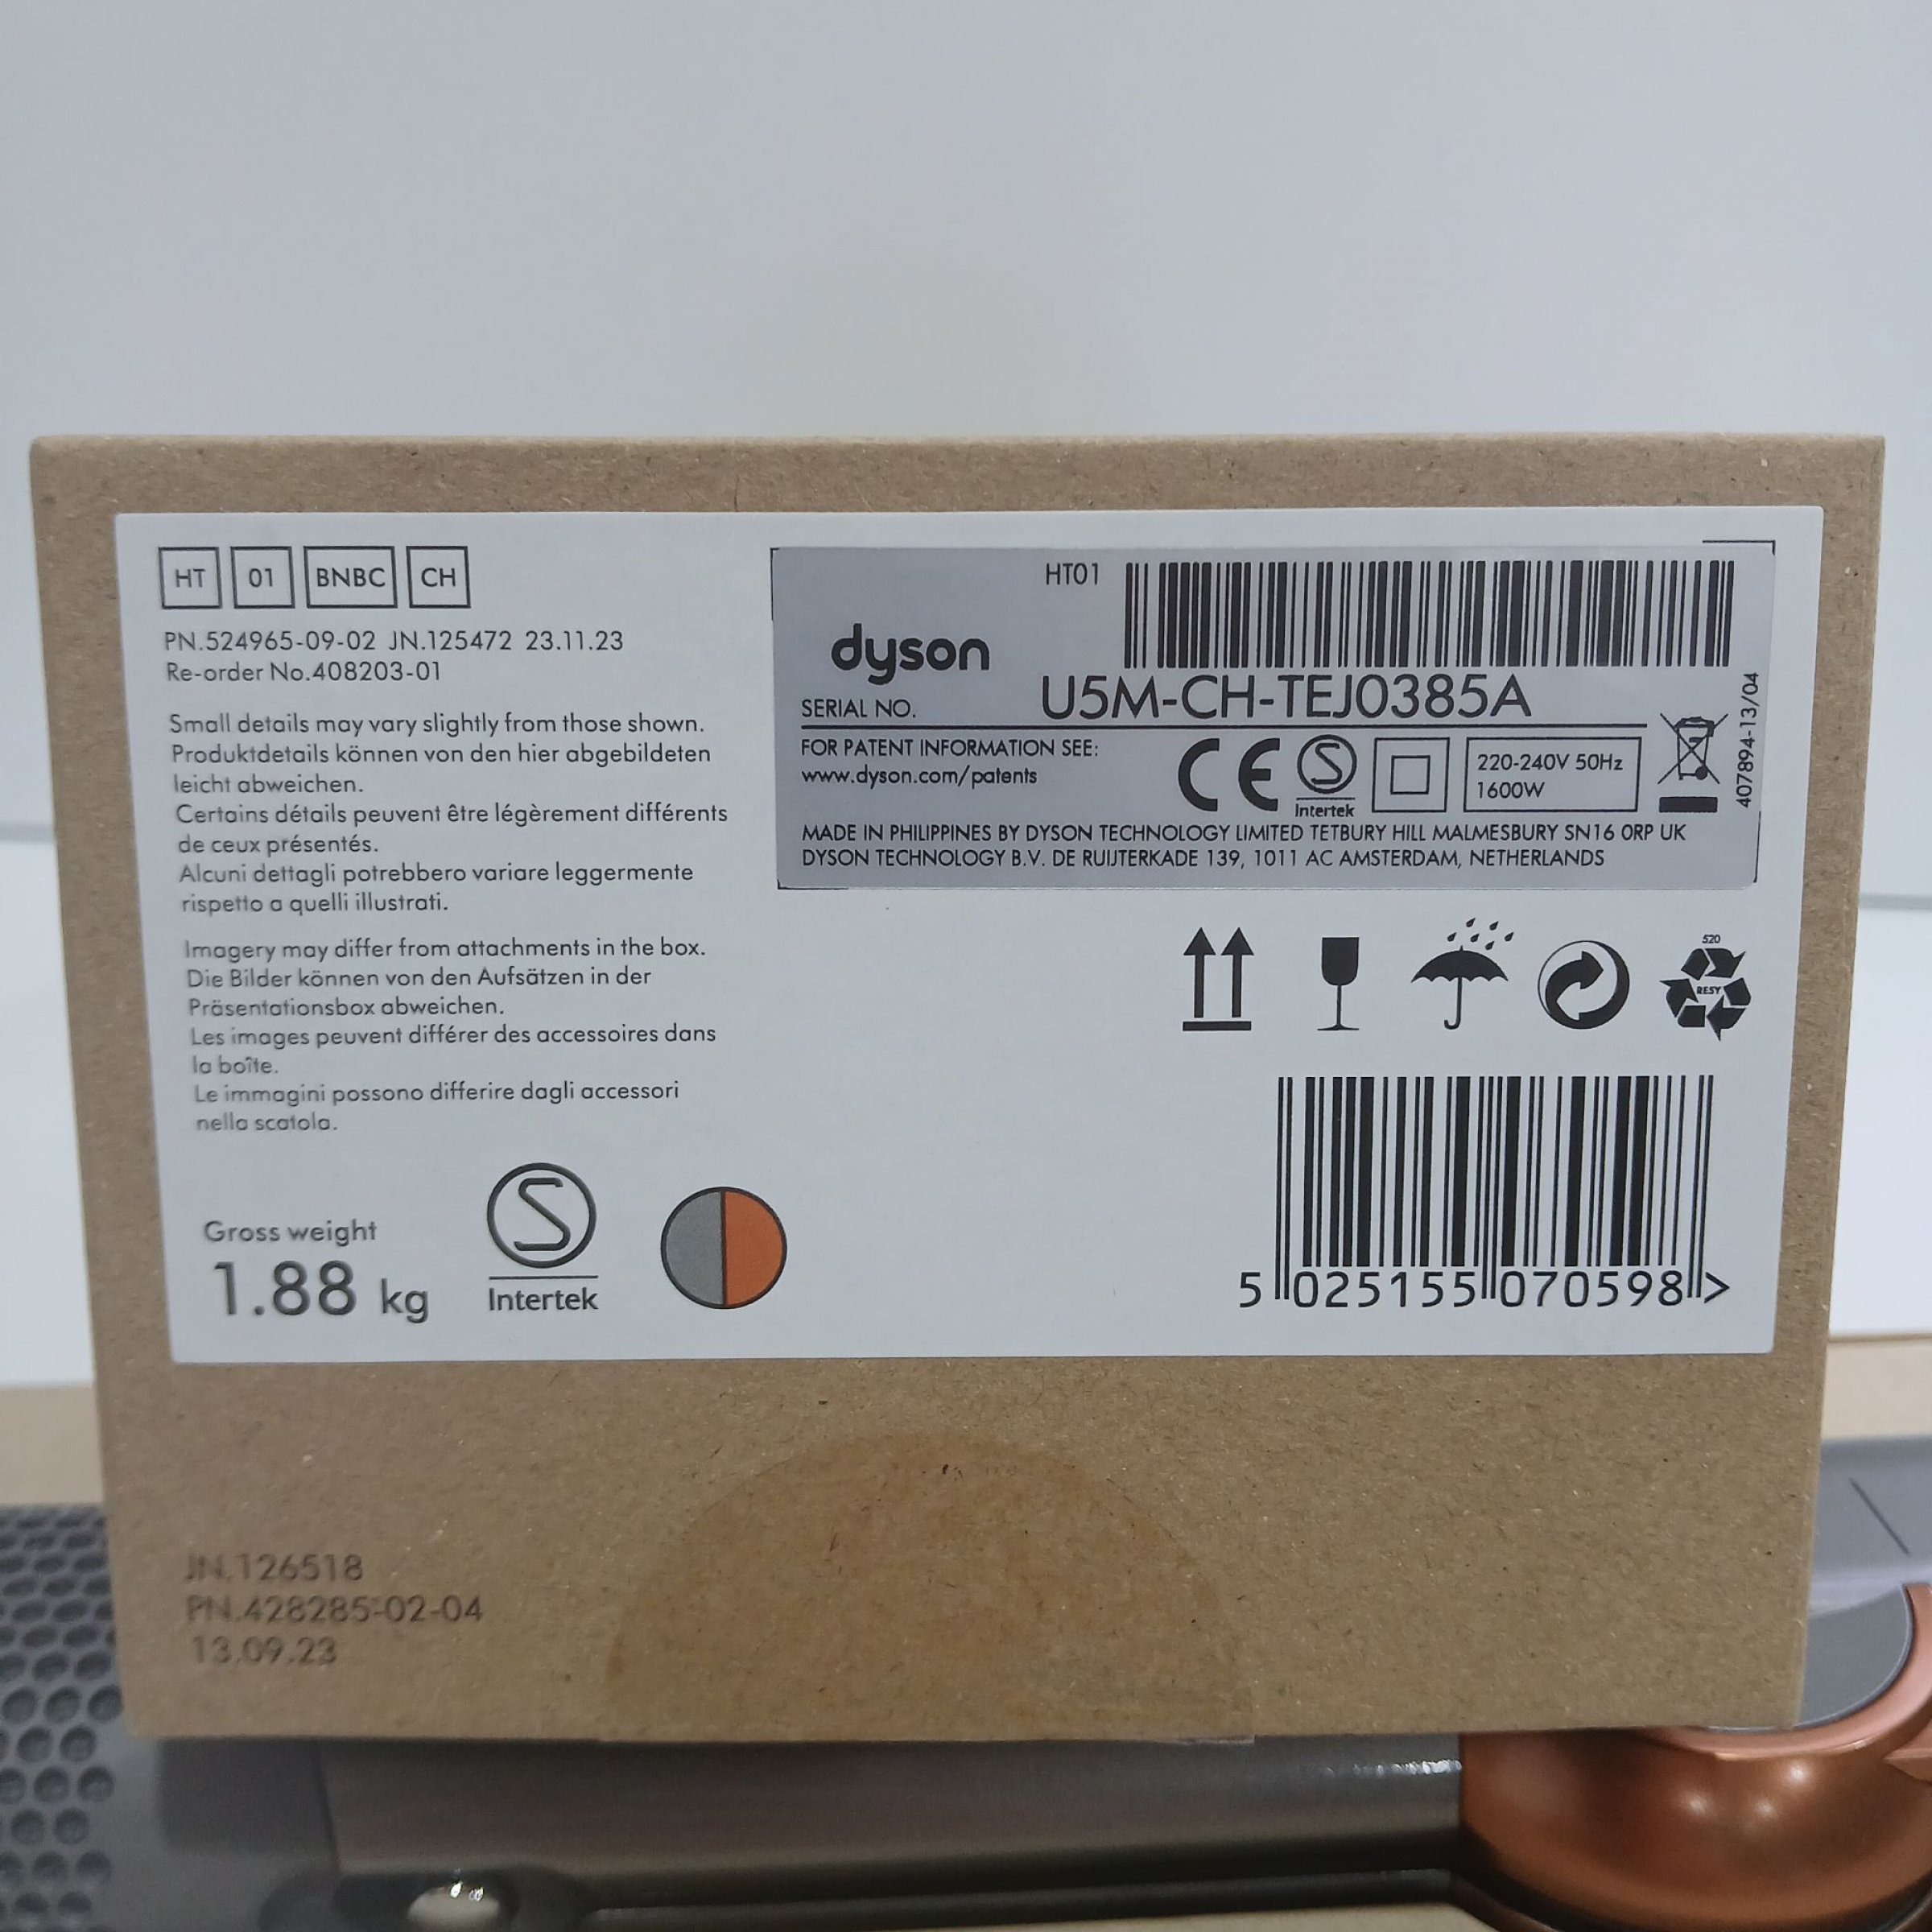 HT 01 BNBC CH
PN.524965-09-02 JN.125472 23.11.23
Re-order No.408203-01
Small details may vary slightly from those shown.
Produktdetails können von den hier abgebildeten
leicht abweichen.
Certains détails peuvent être légèrement différents
de ceux présentés.
Alcuni dettagli potrebbero variare leggermente
rispetto a quelli illustrati.
Imagery may differ from attachments in the box.
Die Bilder können von den Aufsätzen in der
Präsentationsbox abweichen.
Les images peuvent différer des accessoires dans
la boîte.
Le immagini possono differire dagli accessori
nella scatola.
Gross weight
1.88 kg
S
Intertek
HT01
dyson
SERIAL NO. U5M-CH-TEJ0385A
FOR PATENT INFORMATION SEE:
www.dyson.com/patents
CE
S
Intertek
220-240V 50Hz
1600W
407894-13/04
MADE IN PHILIPPINES BY DYSON TECHNOLOGY LIMITED TETBURY HILL MALMESBURY SN16 0RP UK
DYSON TECHNOLOGY B.V. DE RUIJTERKADE 139, 1011 AC AMSTERDAM, NETHERLANDS
520
RESY
5 025155 070598 >
JN.126518
PN.428285-02-04
13.09.23